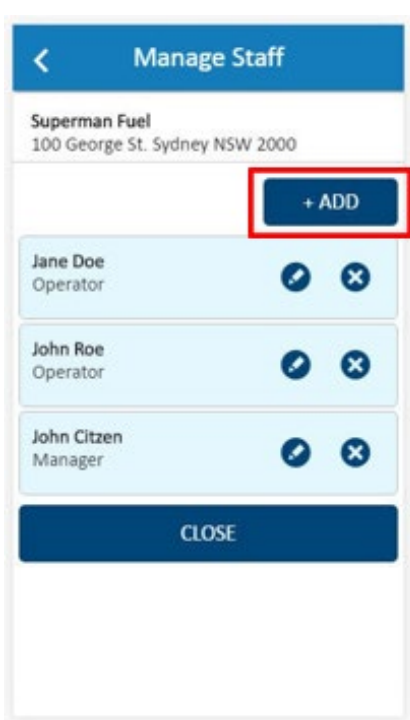 Manage Staff
Superman Fuel
100 George St. Sydney NSW 2000
+ ADD
Jane Doe
Operator
John Roe
Operator
John Citzen
Manager
CLOSE